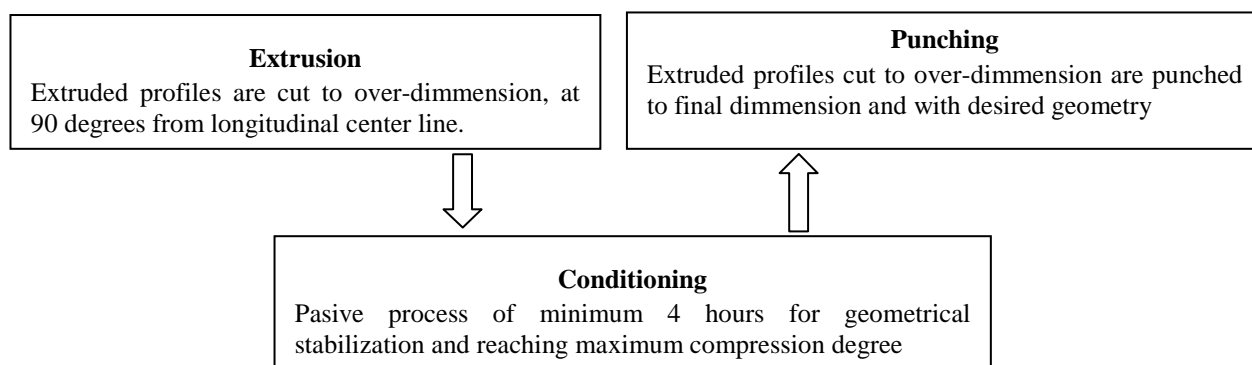 Extrusion
Extruded profiles are cut to over-dimmension, at
90 degrees from longitudinal center line.
Punching
Extruded profiles cut to over-dimmension are punched
to final dimmension and with desired geometry
Conditioning
Pasive process of minimum 4 hours for geometrical
stabilization and reaching maximum compression degree